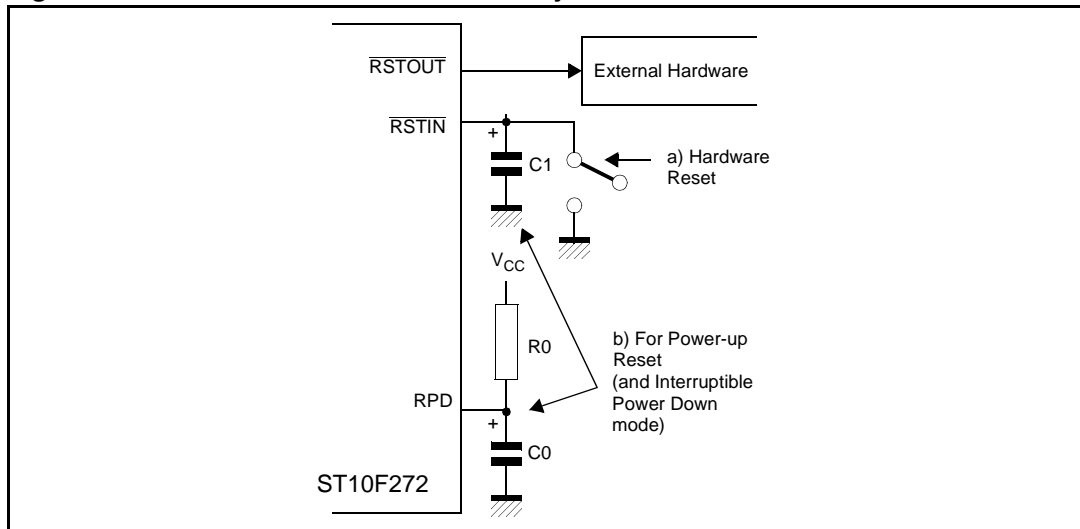 RSTOUT
External Hardware
RSTIN
+
C1
a) Hardware
Reset
VCC
R0
b) For Power-up
Reset
(and Interruptible
Power Down
mode)
RPD
+
C0
ST10F272